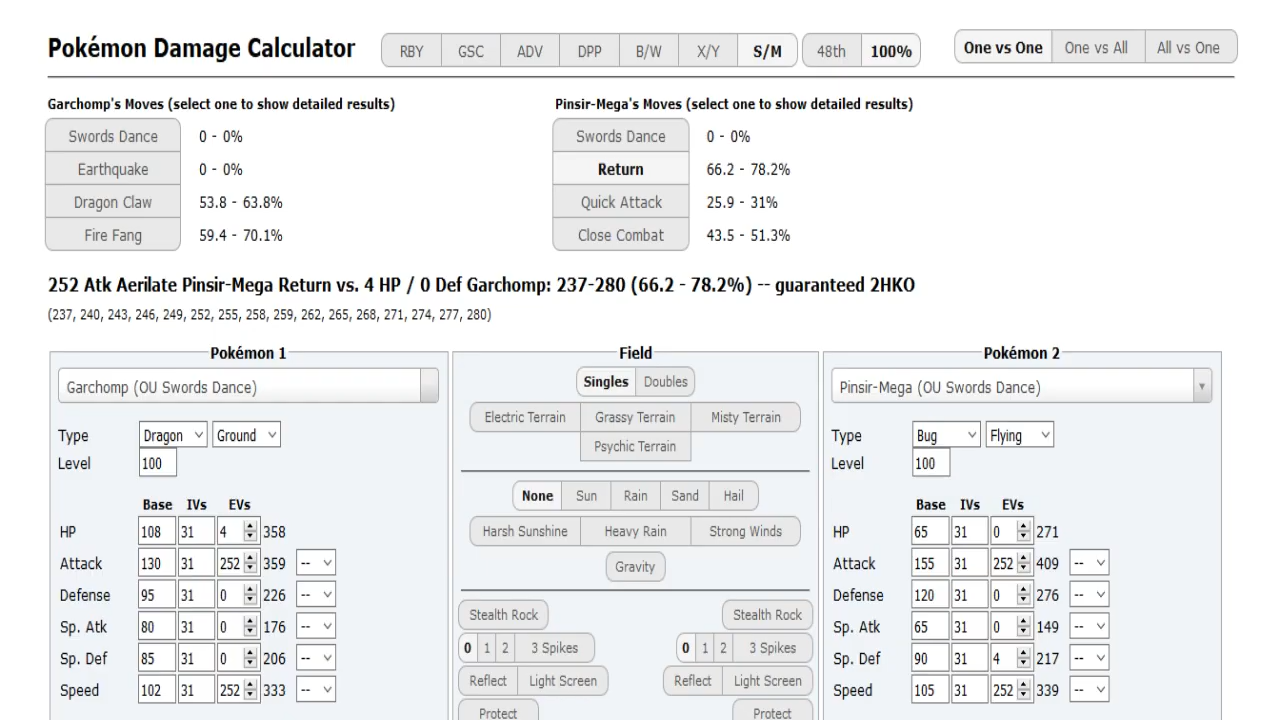 Pokémon Damage Calculator
RBY GSC ADV DPP B/W X/Y S/M 48th 100% One vs One One vs All All vs One
Garchomp's Moves (select one to show detailed results)
Swords Dance 0 - 0%
Earthquake 0 - 0%
Dragon Claw 53.8 - 63.8%
Fire Fang 59.4 - 70.1%
Pinsir-Mega's Moves (select one to show detailed results)
Swords Dance 0 - 0%
Return 66.2 - 78.2%
Quick Attack 25.9 - 31%
Close Combat 43.5 - 51.3%
252 Atk Aerilate Pinsir-Mega Return vs. 4 HP / 0 Def Garchomp: 237-280 (66.2 - 78.2%) -- guaranteed 2HKO
(237, 240, 243, 246, 249, 252, 255, 258, 259, 262, 265, 268, 271, 274, 277, 280)
Pokémon 1
Garchomp (OU Swords Dance)
Type Dragon Ground
Level 100
Base IVs EVs
HP 108 31 4 358
Attack 130 31 252 359 --
Defense 95 31 0 226 --
Sp. Atk 80 31 0 176 --
Sp. Def 85 31 0 206 --
Speed 102 31 252 333 --
Field
Singles Doubles
Electric Terrain Grassy Terrain Misty Terrain
Psychic Terrain
None Sun Rain Sand Hail
Harsh Sunshine Heavy Rain Strong Winds
Gravity
Stealth Rock Stealth Rock
0 1 2 3 Spikes 0 1 2 3 Spikes
Reflect Light Screen Reflect Light Screen
Protect Protect
Pokémon 2
Pinsir-Mega (OU Swords Dance)
Type Bug Flying
Level 100
Base IVs EVs
HP 65 31 0 271
Attack 155 31 252 409 --
Defense 120 31 0 276 --
Sp. Atk 65 31 0 149 --
Sp. Def 90 31 4 217 --
Speed 105 31 252 339 --